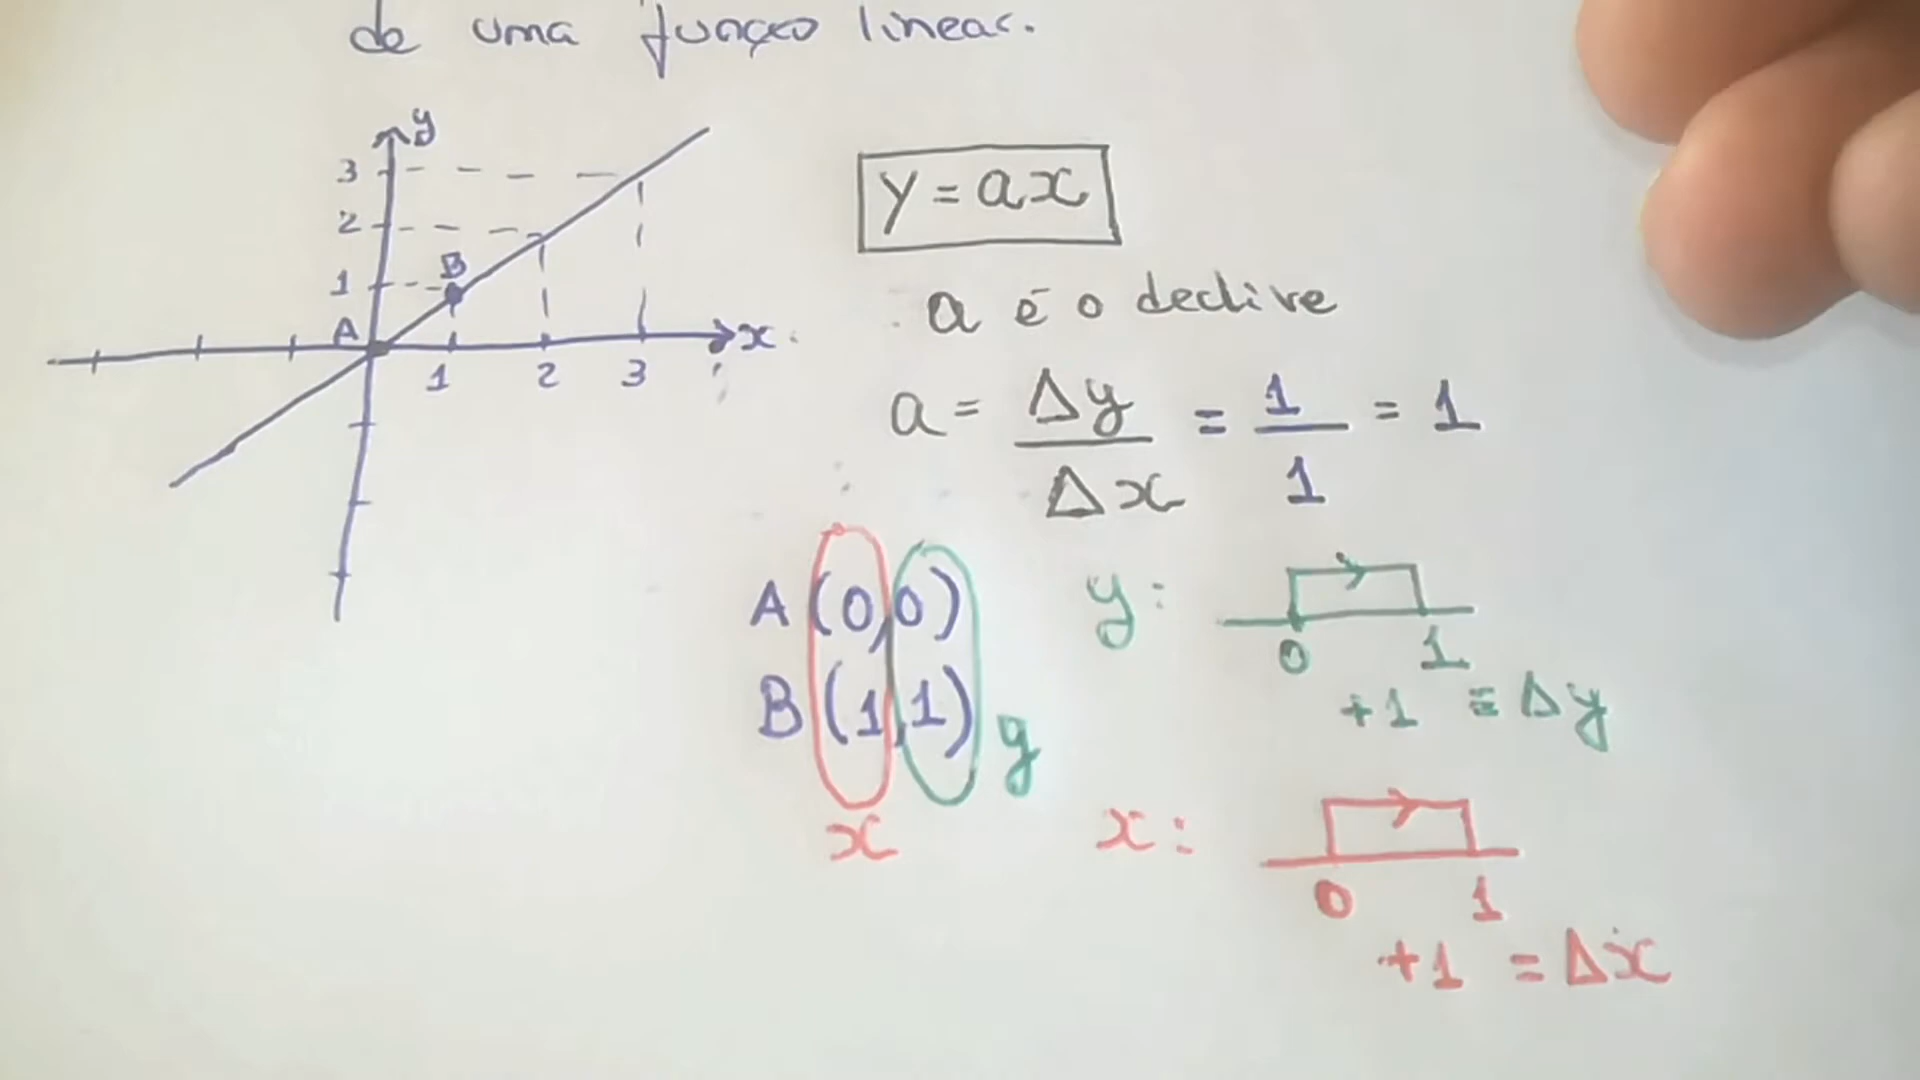 de uma função linear.
y
3
2
1
B
A
x
1 2 3
y = ax
a é o declive
a = Δy / Δx = 1 / 1 = 1
A (0,0)
B (1,1)
y
x
y:
0 1
+1 = Δy
x:
0 1
+1 = Δx